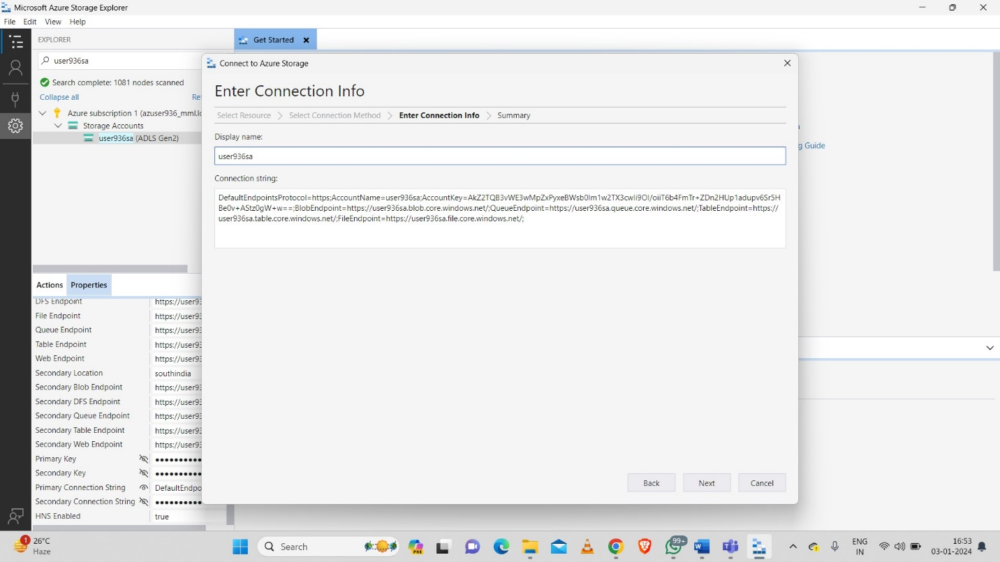 Microsoft Azure Storage Explorer
File Edit View Help
EXPLORER
user936sa
Search complete: 1081 nodes scanned
Collapse all
Azure subscription 1 (azuser936_mml.lo
Storage Accounts
user936sa (ADLS Gen2)
Actions Properties
DFS Endpoint https://user93
File Endpoint https://user93
Queue Endpoint https://user93
Table Endpoint https://user93
Web Endpoint https://user93
Secondary Location southindia
Secondary Blob Endpoint https://user93
Secondary DFS Endpoint https://user93
Secondary Queue Endpoint https://user93
Secondary Table Endpoint https://user93
Secondary Web Endpoint https://user93
Primary Key ●●●●●●●●●●
Secondary Key ●●●●●●●●●●
Primary Connection String DefaultEndpo
Secondary Connection String ●●●●●●●●●●
HNS Enabled true
Get Started
Connect to Azure Storage
Enter Connection Info
Select Resource Select Connection Method Enter Connection Info Summary
Display name:
user936sa
Connection string:
DefaultEndpointsProtocol=https;AccountName=user936sa;AccountKey=
BlobEndpoint=https://user936sa.blob.core.windows.net/;QueueEndpoint=https://user936sa.queue.core.windows.net/;TableEndpoint=https://
user936sa.table.core.windows.net/;FileEndpoint=https://user936sa.file.core.windows.net/;
Back Next Cancel
g Guide
1
26°C
Haze
Search
PRE
99+
ENG
IN
16:53
03-01-2024